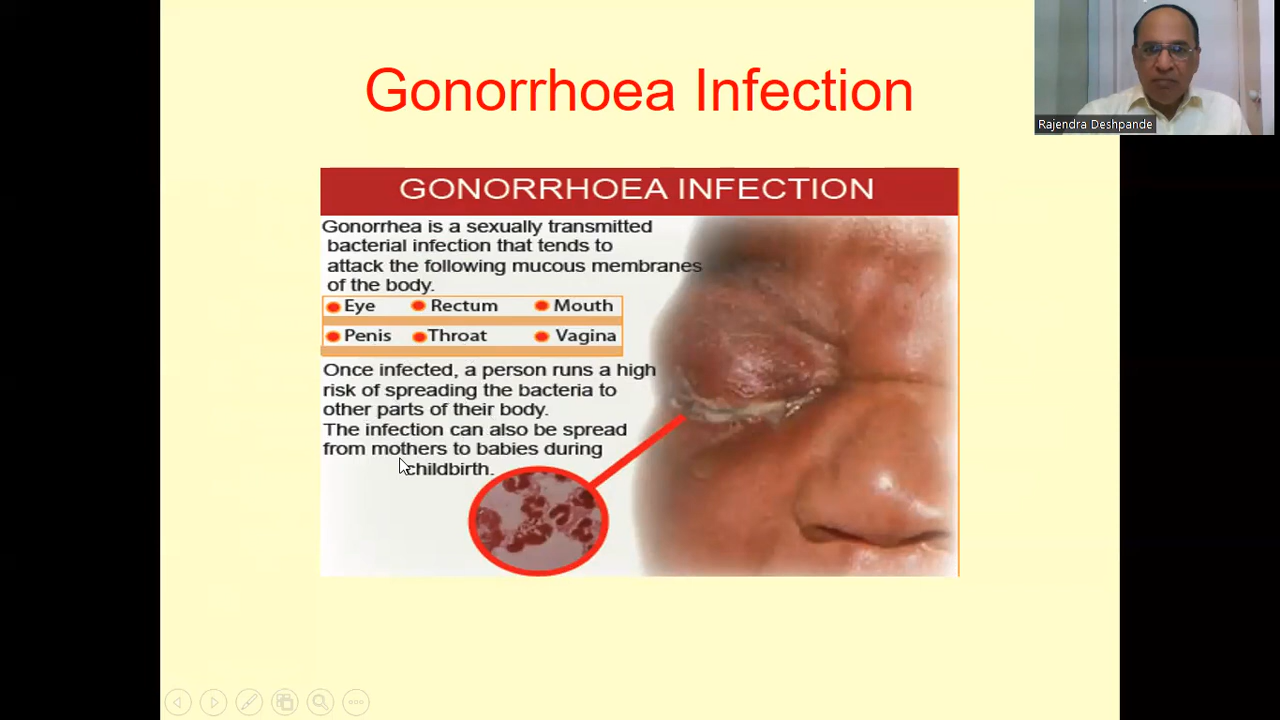 Gonorrhoea Infection
Rajendra Deshpande
GONORRHOEA INFECTION
Gonorrhea is a sexually transmitted
bacterial infection that tends to
attack the following mucous membranes
of the body.
Eye Rectum Mouth
Penis Throat Vagina
Once infected, a person runs a high
risk of spreading the bacteria to
other parts of their body.
The infection can also be spread
from mothers to babies during
childbirth.